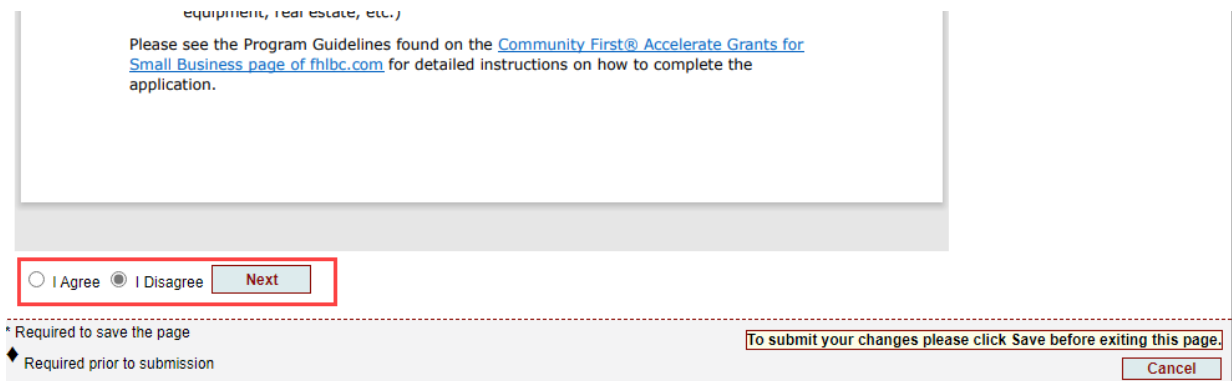 equipment, real estate, etc.)
Please see the Program Guidelines found on the Community First® Accelerate Grants for
Small Business page of fhlbc.com for detailed instructions on how to complete the
application.
I Agree I Disagree Next
* Required to save the page
To submit your changes please click Save before exiting this page.
♦ Required prior to submission
Cancel